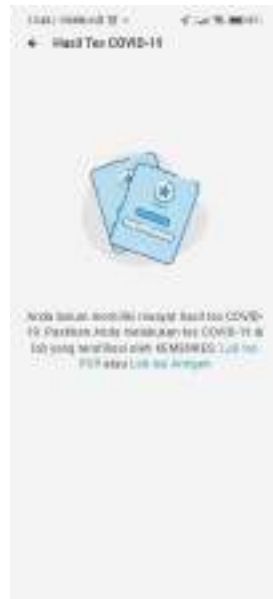 Hasil Tes COVID-19
Anda belum memiliki riwayat hasil tes COVID-
19. Pastikan Anda melakukan tes COVID-19 di
lab yang terafiliasi oleh KEMENKES. Lab tes
PCR atau Lab tes Antigen